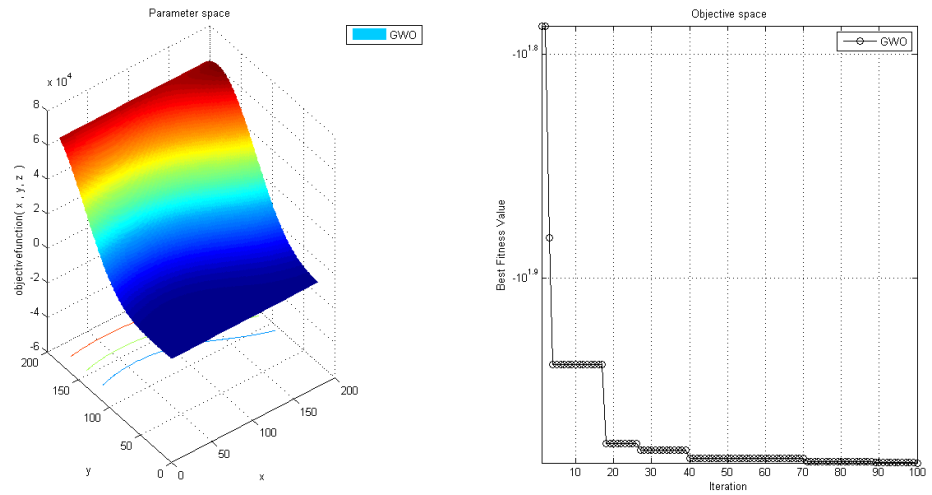 Parameter space
GWO
x 10^4
8
6
4
2
0
-2
-4
-6
objectivefunction( x , y, z )
200
150
100
50
0
y
0
50
100
150
200
x
Objective space
GWO
-10^1.8
-10^1.9
Best Fitness Value
10 20 30 40 50 60 70 80 90 100
Iteration